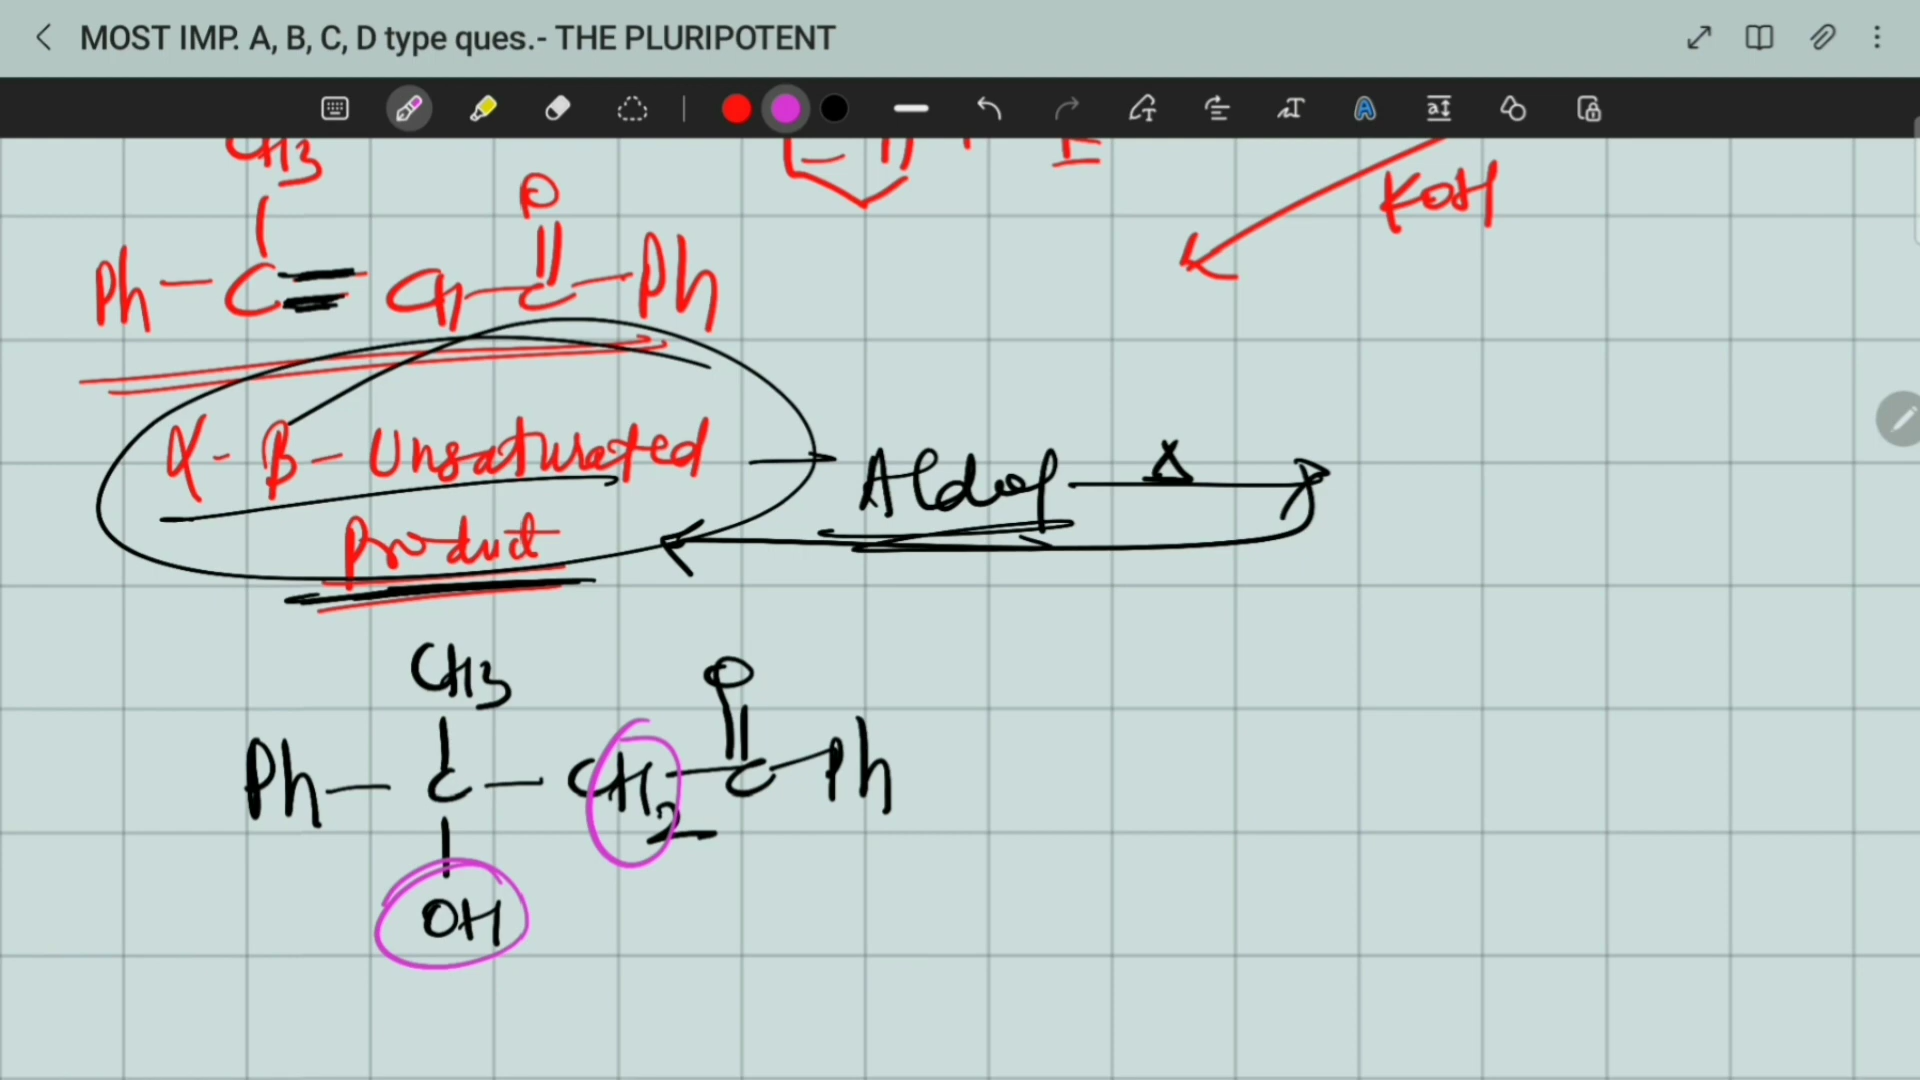 MOST IMP. A, B, C, D type ques.- THE PLURIPOTENT
CH3
KOH
O
Ph-C=CH-C-Ph
α-β-Unsaturated
Product
Aldol Δ
CH3
O
Ph-C-CH2-C-Ph
OH